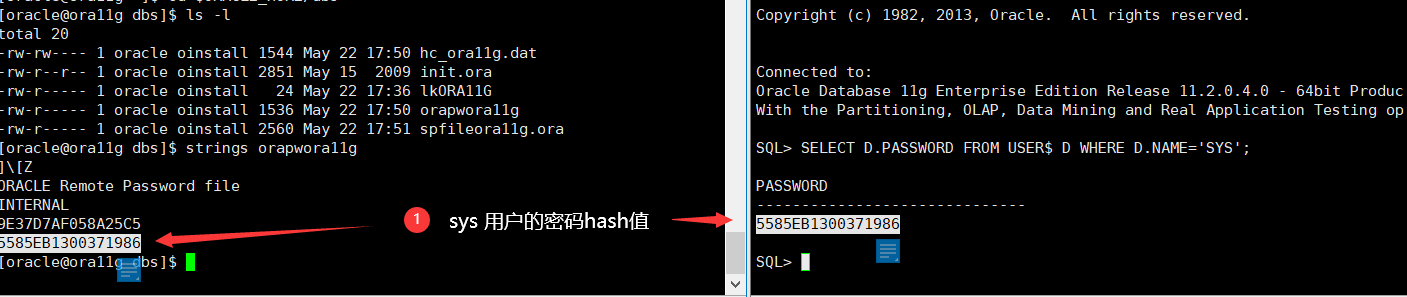 [oracle@ora11g dbs]$ ls -l
total 20
-rw-rw---- 1 oracle oinstall 1544 May 22 17:50 hc_ora11g.dat
-rw-r--r-- 1 oracle oinstall 2851 May 15  2009 init.ora
-rw-r----- 1 oracle oinstall   24 May 22 17:36 lkORA11G
-rw-r----- 1 oracle oinstall 1536 May 22 17:50 orapwora11g
-rw-r----- 1 oracle oinstall 2560 May 22 17:51 spfileora11g.ora
[oracle@ora11g dbs]$ strings orapwora11g
]\[Z
ORACLE Remote Password file
INTERNAL
9E37D7AF058A25C5
5585EB1300371986
[oracle@ora11g dbs]$
1 sys 用户的密码hash值
Copyright (c) 1982, 2013, Oracle.  All rights reserved.
Connected to:
Oracle Database 11g Enterprise Edition Release 11.2.0.4.0 - 64bit Produc
With the Partitioning, OLAP, Data Mining and Real Application Testing op
SQL> SELECT D.PASSWORD FROM USER$ D WHERE D.NAME='SYS';
PASSWORD
------------------------------
5585EB1300371986
SQL>